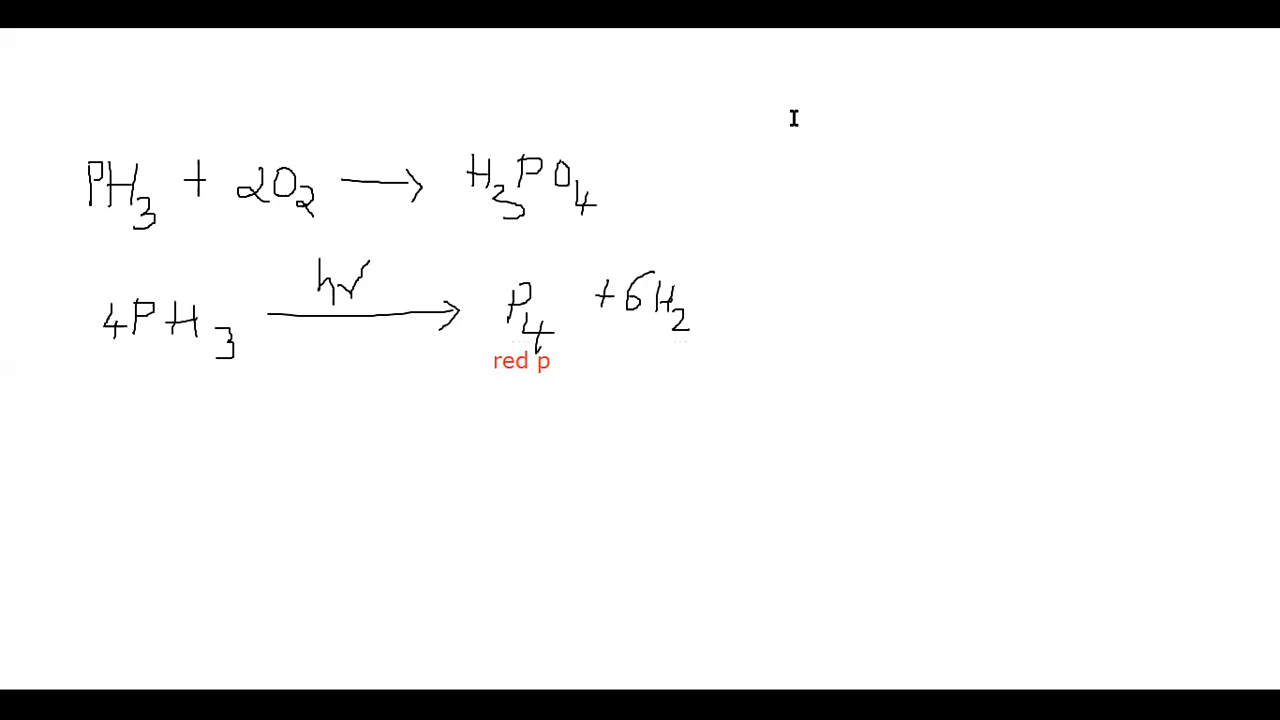 PH₃ + 2O₂ → H₃PO₄
hν
4PH₃ → P₄ + 6H₂
red p